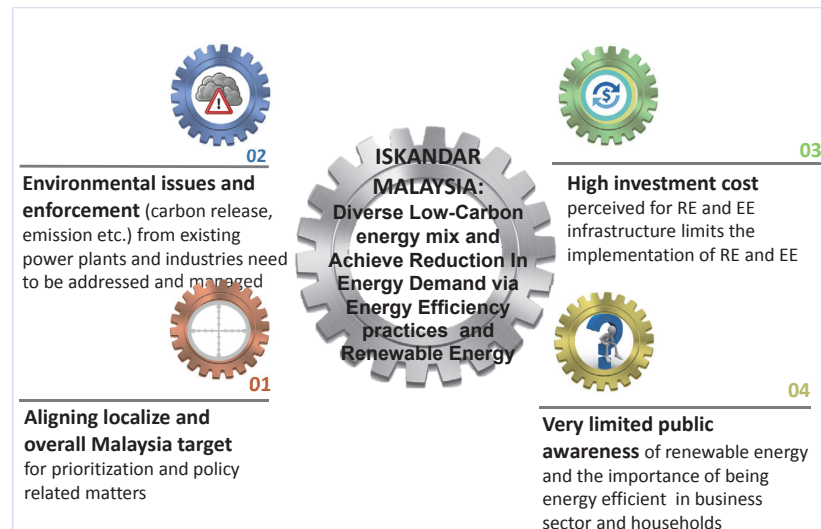 02
Environmental issues and
enforcement (carbon release,
emission etc.) from existing
power plants and industries need
to be addressed and managed
01
Aligning localize and
overall Malaysia target
for prioritization and policy
related matters
ISKANDAR
MALAYSIA:
Diverse Low-Carbon
energy mix and
Achieve Reduction In
Energy Demand via
Energy Efficiency
practices and
Renewable Energy
03
High investment cost
perceived for RE and EE
infrastructure limits the
implementation of RE and EE
04
Very limited public
awareness of renewable energy
and the importance of being
energy efficient in business
sector and households